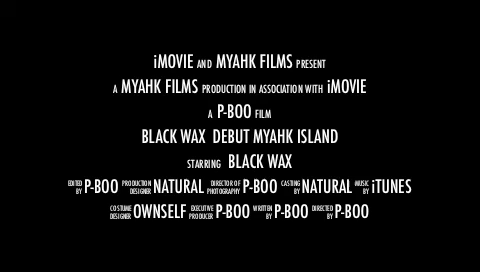 iMOVIE AND MYAHK FILMS PRESENT
A MYAHK FILMS PRODUCTION IN ASSOCIATION WITH iMOVIE
A P-BOO FILM
BLACK WAX DEBUT MYAHK ISLAND
STARRING BLACK WAX
EDITED BY P-BOO PRODUCTION DESIGNER NATURAL DIRECTOR OF PHOTOGRAPHY P-BOO CASTING BY NATURAL MUSIC BY iTUNES
COSTUME DESIGNER OWNSELF EXECUTIVE PRODUCER P-BOO WRITTEN BY P-BOO DIRECTED BY P-BOO